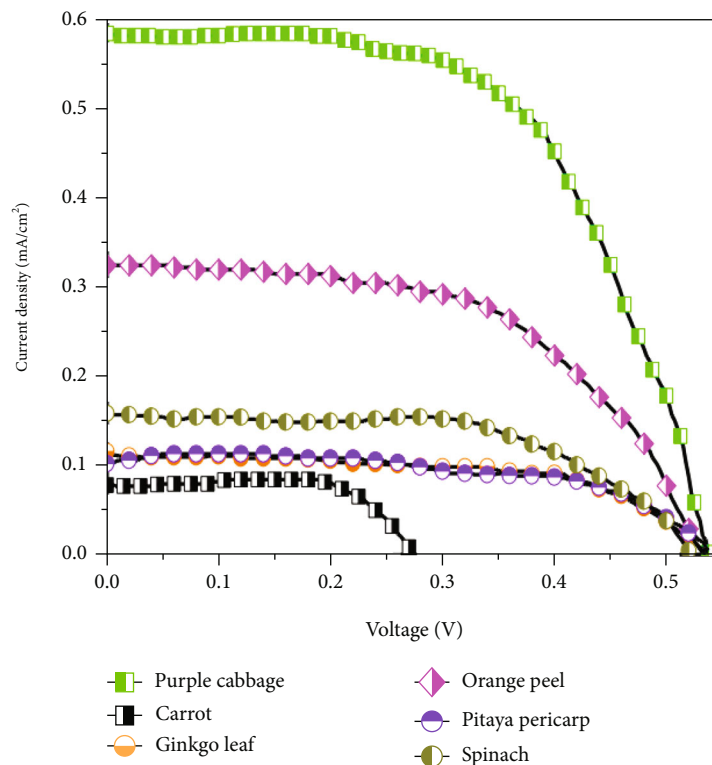 0.6
0.5
0.4
0.3
0.2
0.1
0.0
Current density (mA/cm²)
0.0 0.1 0.2 0.3 0.4 0.5
Voltage (V)
Purple cabbage
Carrot
Ginkgo leaf
Orange peel
Pitaya pericarp
Spinach